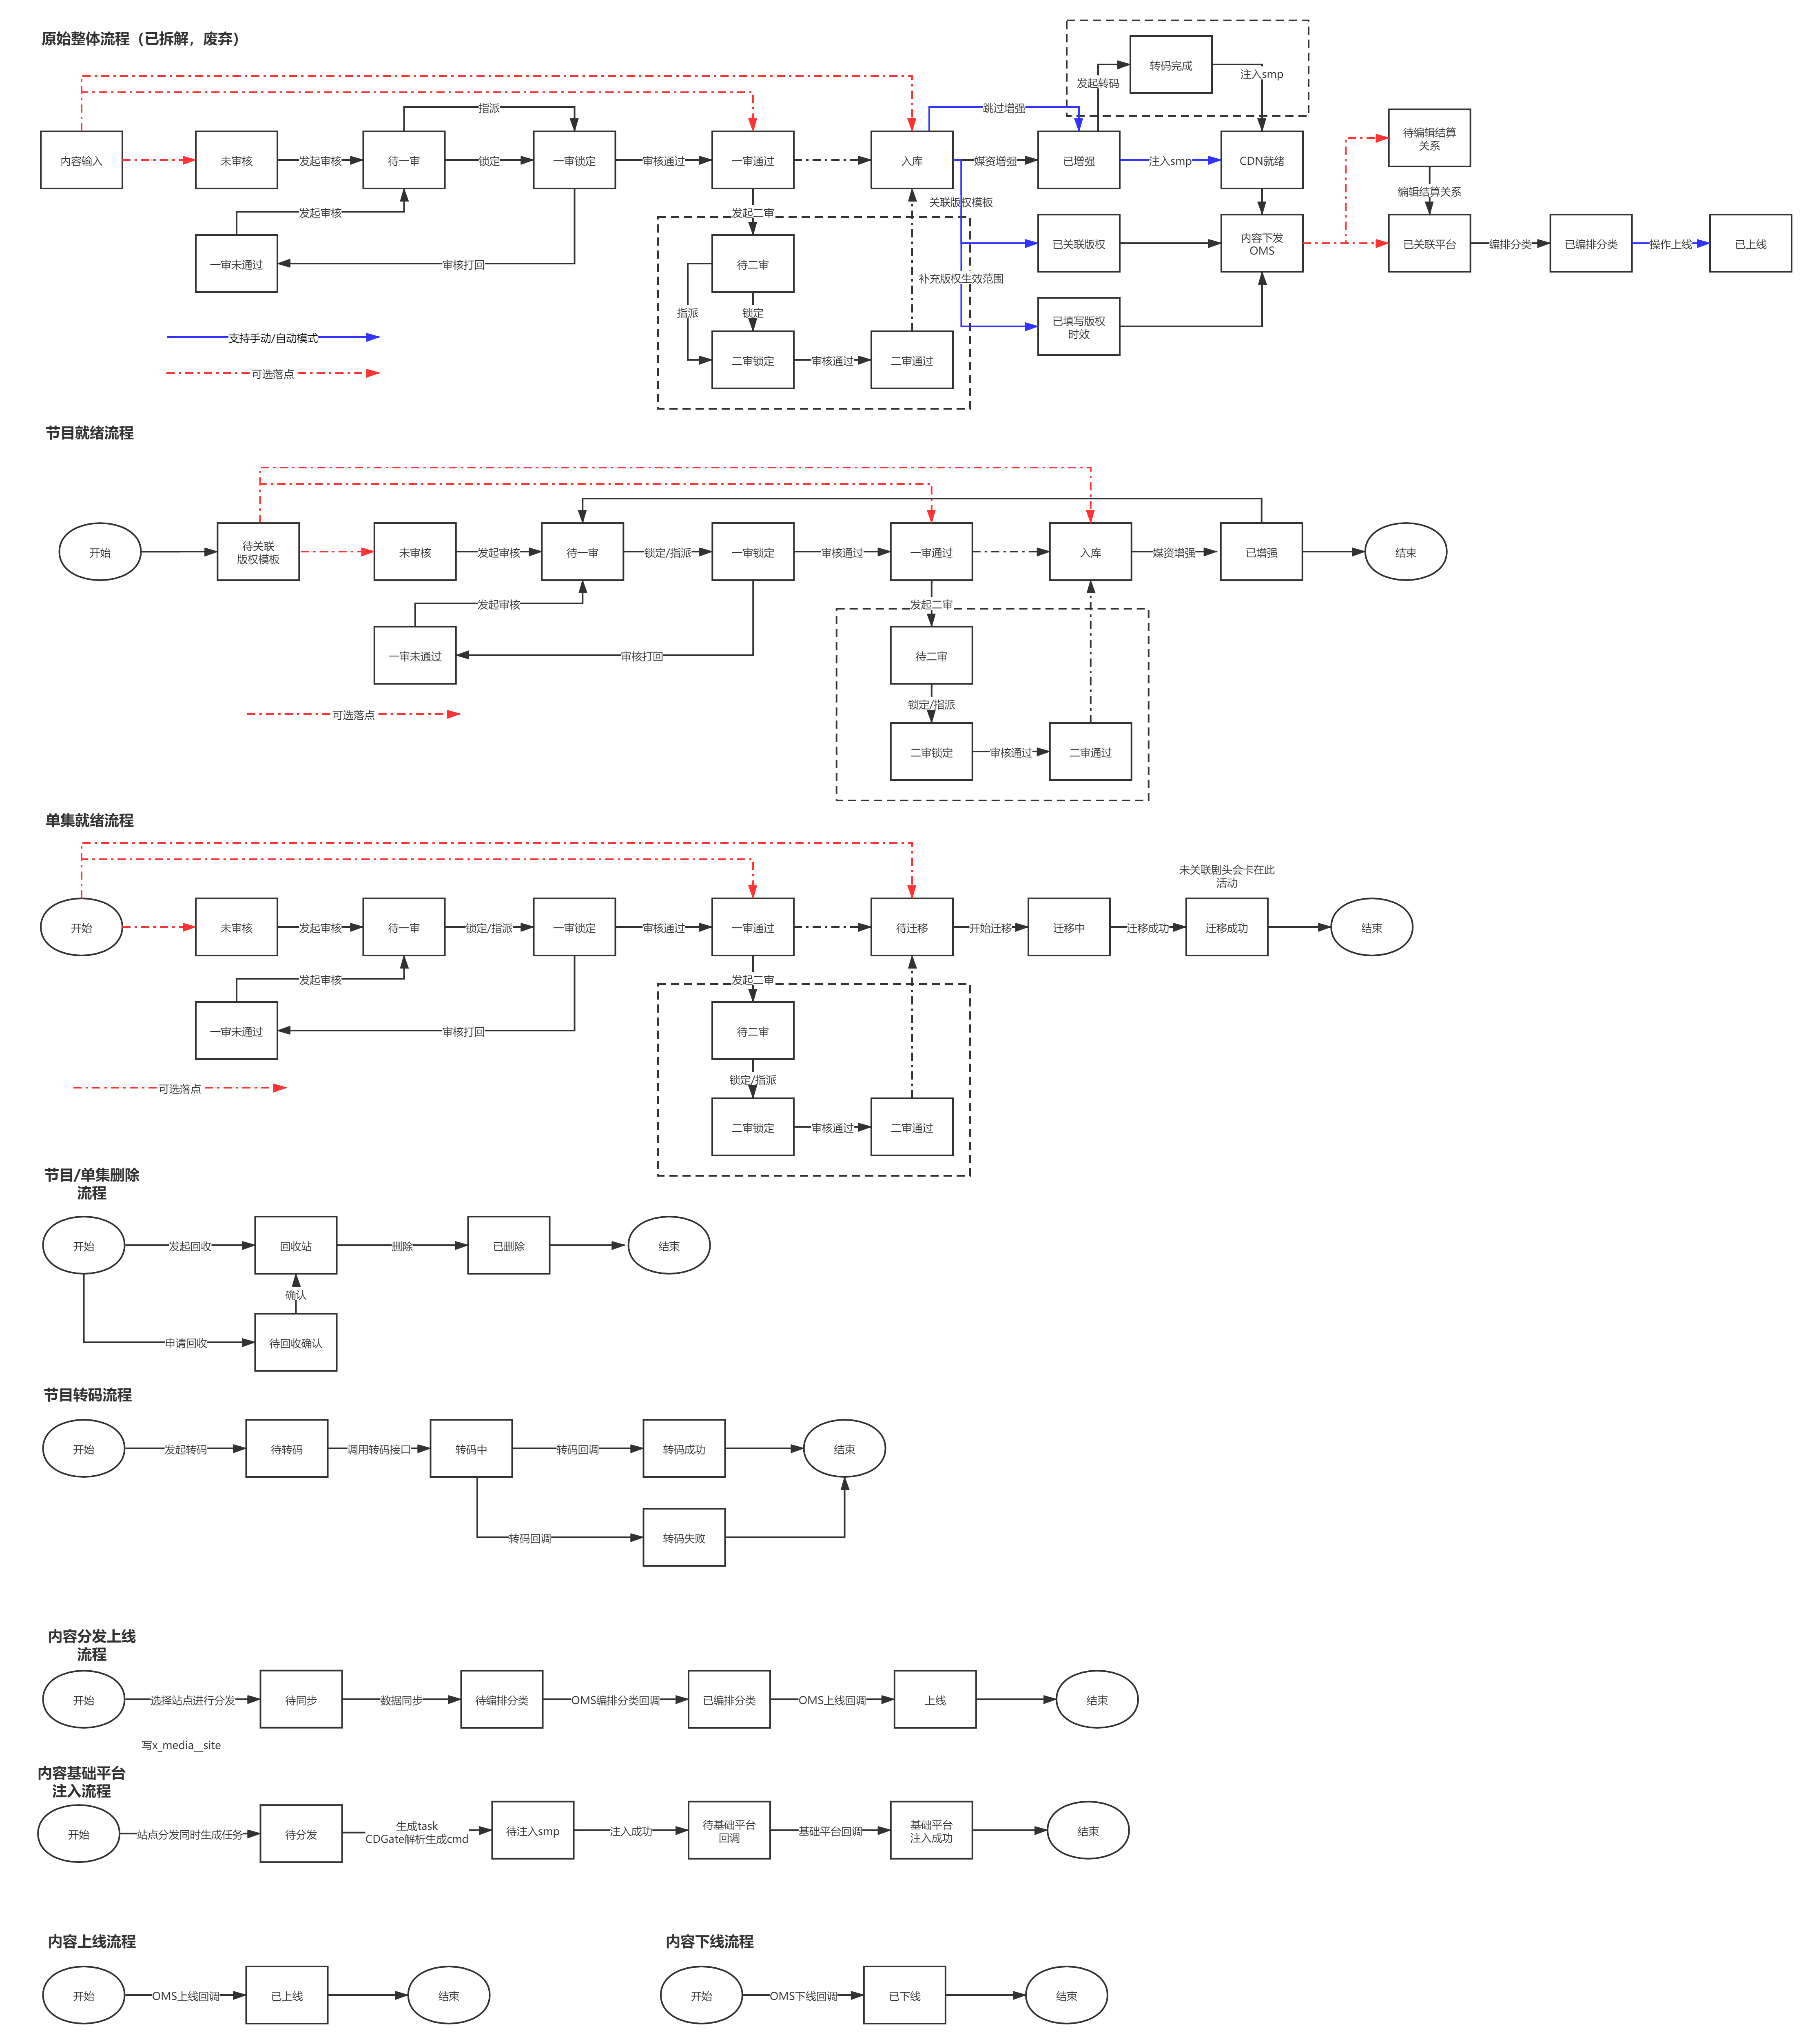 原始整体流程（已拆解，废弃）
转码完成
发起转码
注入smp
指派
跳过增强
内容输入
未审核
发起审核
待一审
锁定
一审锁定
审核通过
一审通过
入库
媒资增强
已增强
注入smp
CDN就绪
待编辑结算
关系
编辑结算关系
关联版权模板
发起审核
发起二审
一审未通过
审核打回
待二审
已关联版权
内容下发
OMS
已关联平台
编排分类
已编排分类
操作上线
已上线
补充版权生效范围
指派
锁定
已填写版权
时效
支持手动/自动模式
二审锁定
审核通过
二审通过
可选落点
节目就绪流程
开始
待关联
版权模板
未审核
发起审核
待一审
锁定/指派
一审锁定
审核通过
一审通过
入库
媒资增强
已增强
结束
发起审核
发起二审
一审未通过
审核打回
待二审
锁定/指派
可选落点
二审锁定
审核通过
二审通过
单集就绪流程
未关联剧头会卡在此
活动
开始
未审核
发起审核
待一审
锁定/指派
一审锁定
审核通过
一审通过
待迁移
开始迁移
迁移中
迁移成功
迁移成功
结束
发起审核
发起二审
一审未通过
审核打回
待二审
锁定/指派
可选落点
二审锁定
审核通过
二审通过
节目/单集删除
流程
开始
发起回收
回收站
删除
已删除
结束
确认
申请回收
待回收确认
节目转码流程
开始
发起转码
待转码
调用转码接口
转码中
转码回调
转码成功
结束
转码回调
转码失败
内容分发上线
流程
开始
选择站点进行分发
待同步
数据同步
待编排分类
OMS编排分类回调
已编排分类
OMS上线回调
上线
结束
写x_media__site
内容基础平台
注入流程
开始
站点分发同时生成任务
待分发
生成task
CDGate解析生成cmd
待注入smp
注入成功
待基础平台
回调
基础平台回调
基础平台
注入成功
结束
内容上线流程
内容下线流程
开始
OMS上线回调
已上线
结束
开始
OMS下线回调
已下线
结束